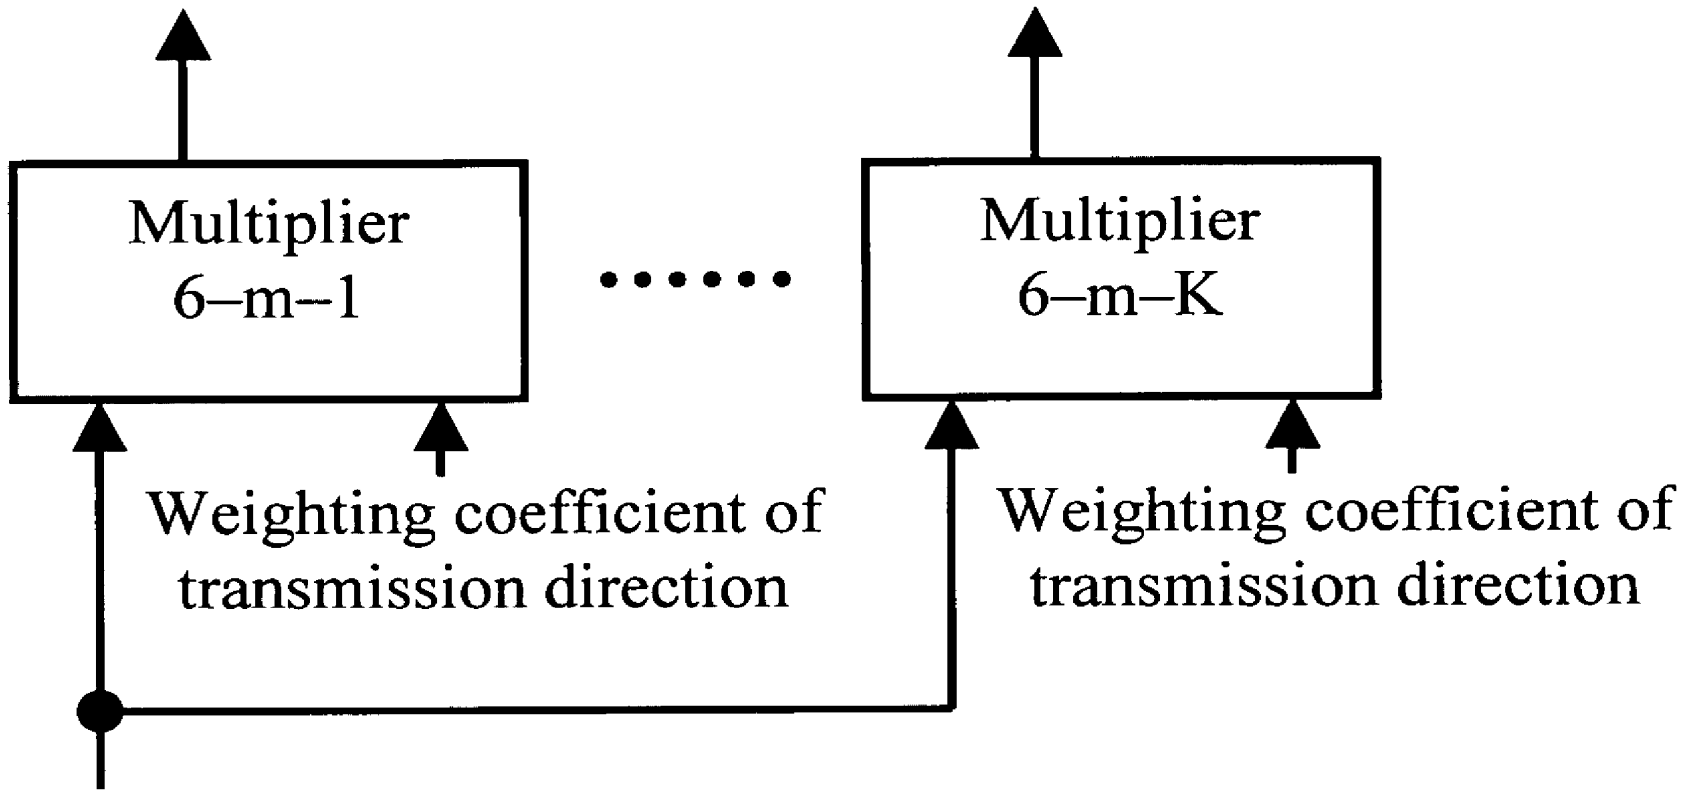 Multiplier
6–m–1
Multiplier
6–m–K
Weighting coefficient of
transmission direction
Weighting coefficient of
transmission direction